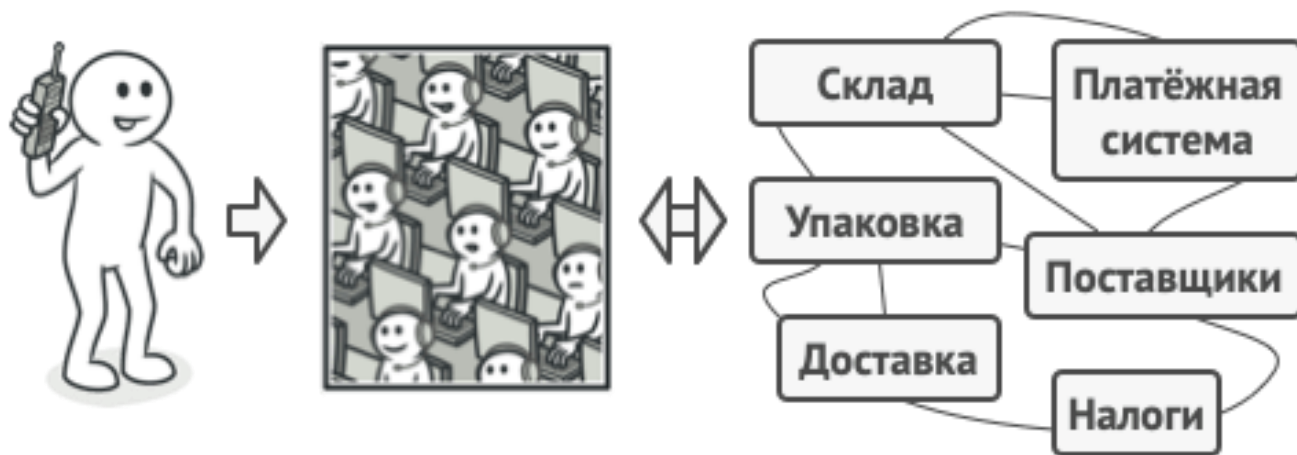 Склад
Платёжная
система
Упаковка
Поставщики
Доставка
Налоги